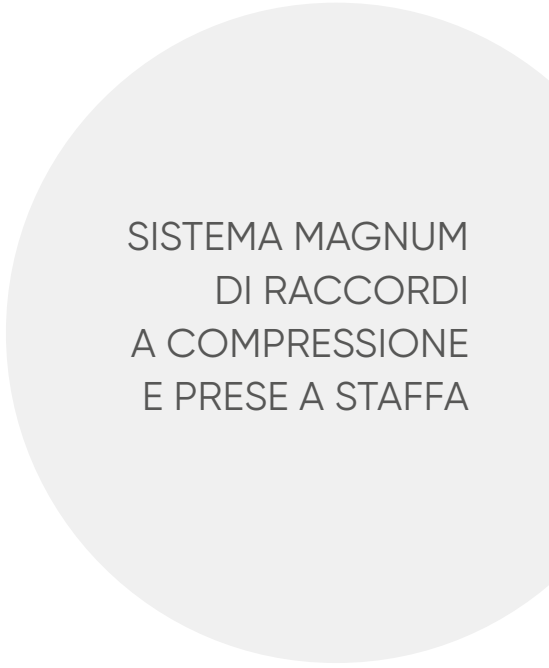 SISTEMA MAGNUM
DI RACCORDI
A COMPRESSIONE
E PRESE A STAFFA